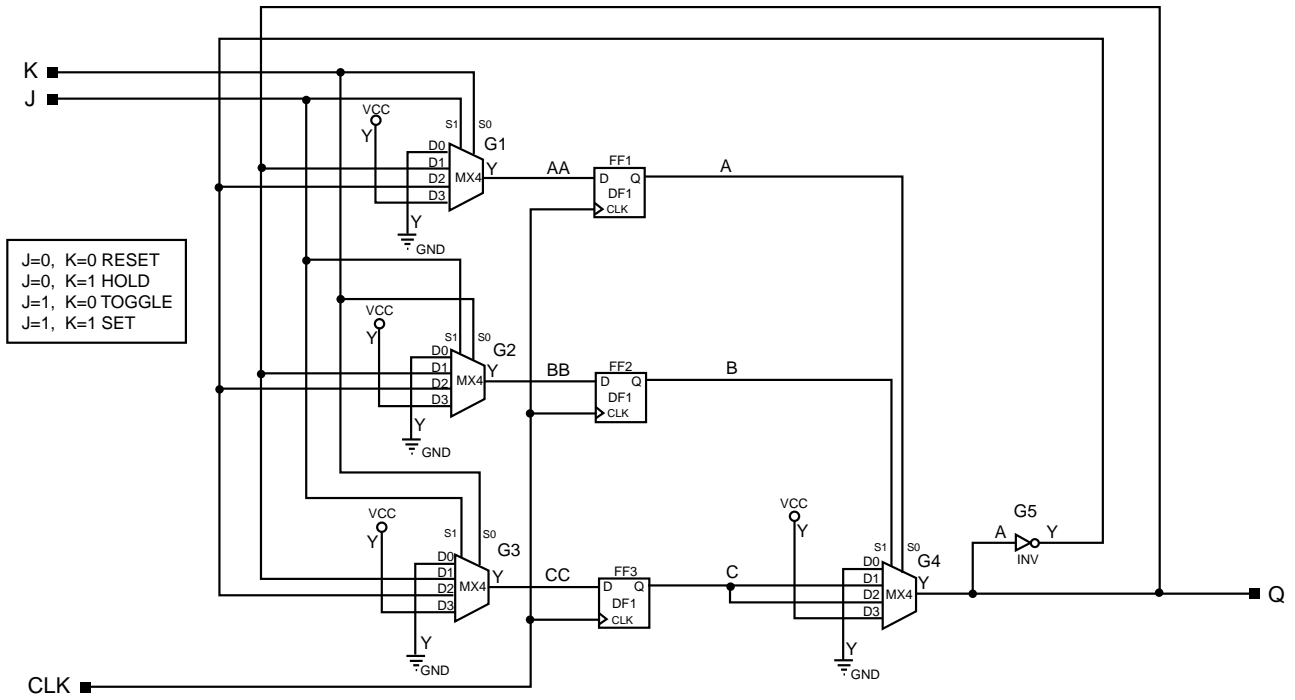 K
J
VCC
Y
S1
S0
G1
D0
D1
D2
D3
MX4
Y
AA
FF1
D
Q
DF1
CLK
A
Y
GND
J=0, K=0 RESET
J=0, K=1 HOLD
J=1, K=0 TOGGLE
J=1, K=1 SET
VCC
Y
S1
S0
G2
D0
D1
D2
D3
MX4
Y
BB
FF2
D
Q
DF1
CLK
B
Y
GND
VCC
Y
S1
S0
G3
D0
D1
D2
D3
MX4
Y
CC
FF3
D
Q
DF1
CLK
C
Y
GND
VCC
Y
S1
S0
G4
D0
D1
D2
D3
MX4
Y
Y
GND
G5
A
Y
INV
Q
CLK